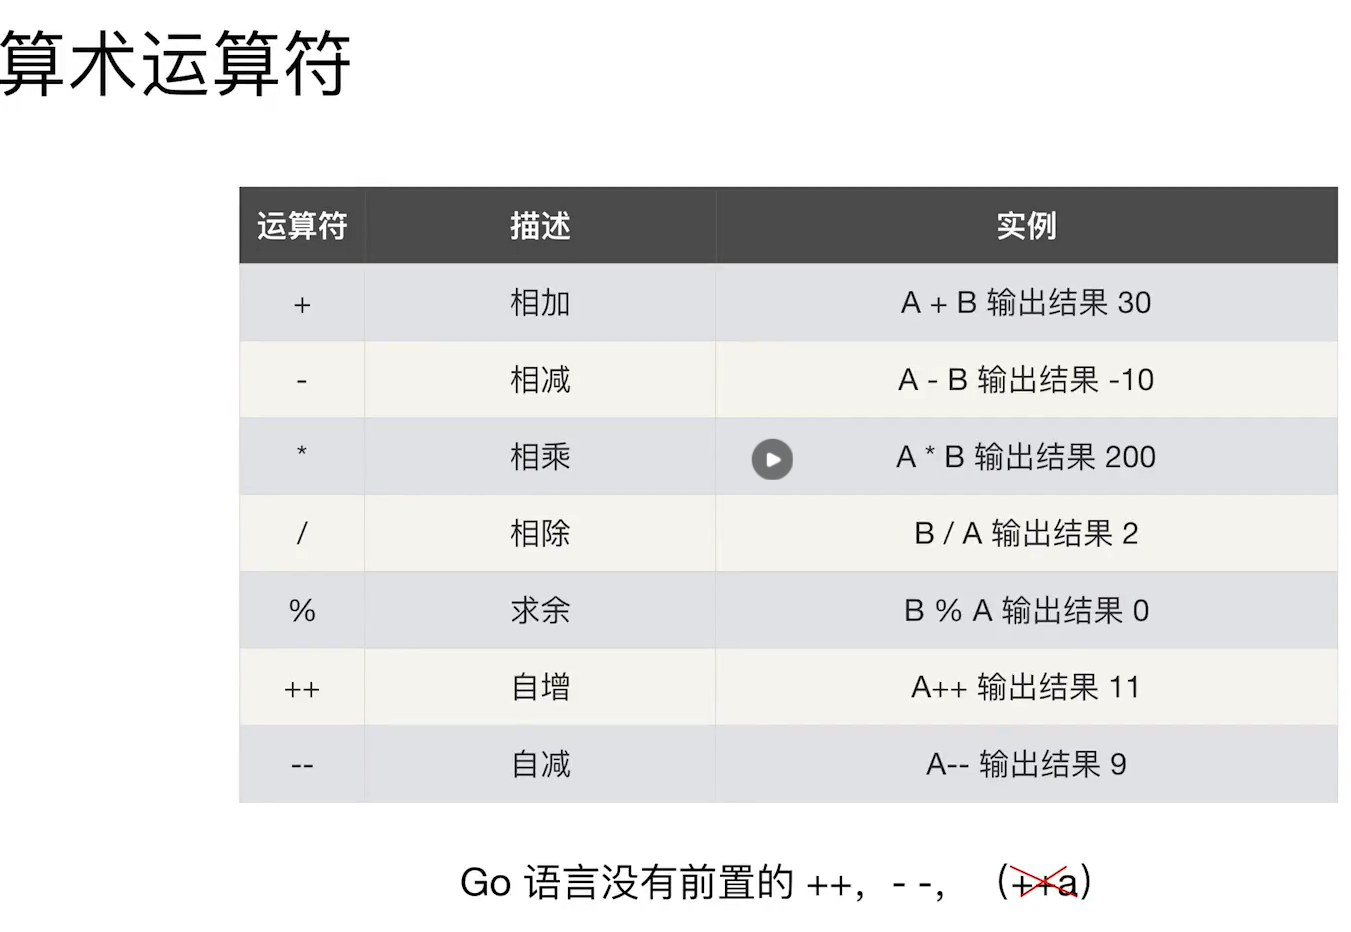 算术运算符
运算符 描述 实例
+ 相加 A + B 输出结果 30
- 相减 A - B 输出结果 -10
* 相乘 A * B 输出结果 200
/ 相除 B / A 输出结果 2
% 求余 B % A 输出结果 0
++ 自增 A++ 输出结果 11
-- 自减 A-- 输出结果 9
Go 语言没有前置的 ++，- -，（++a）